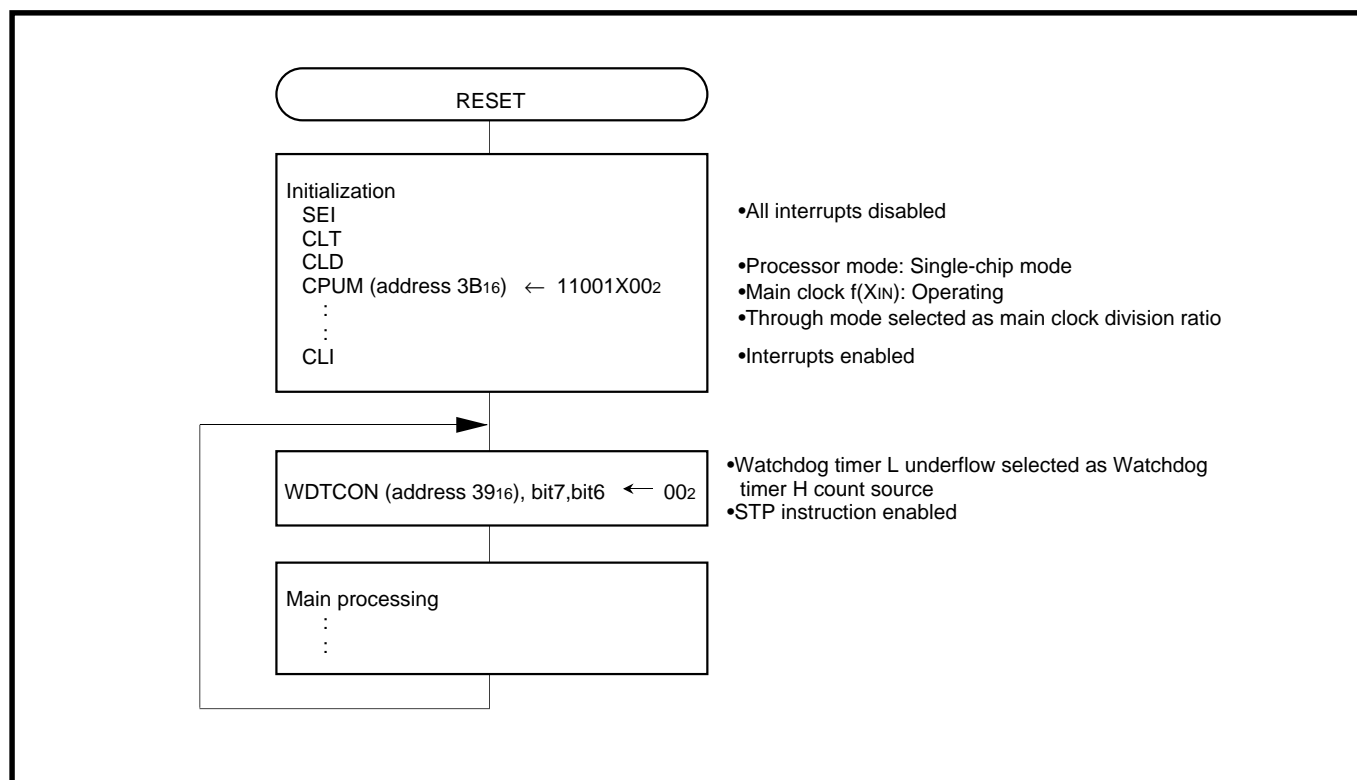 RESET
Initialization
SEI
CLT
CLD
CPUM (address 3B16) ← 11001X002
:
:
CLI
•All interrupts disabled
•Processor mode: Single-chip mode
•Main clock f(XIN): Operating
•Through mode selected as main clock division ratio
•Interrupts enabled
WDTCON (address 3916), bit7,bit6 ← 002
•Watchdog timer L underflow selected as Watchdog
timer H count source
•STP instruction enabled
Main processing
:
: